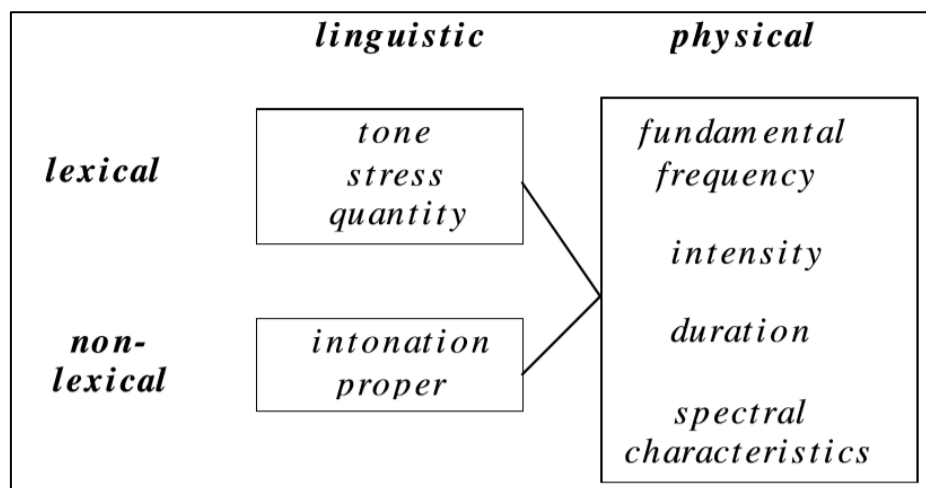 linguistic
physical
lexical
tone
stress
quantity
non-
lexical
intonation
proper
fundamental
frequency
intensity
duration
spectral
characteristics